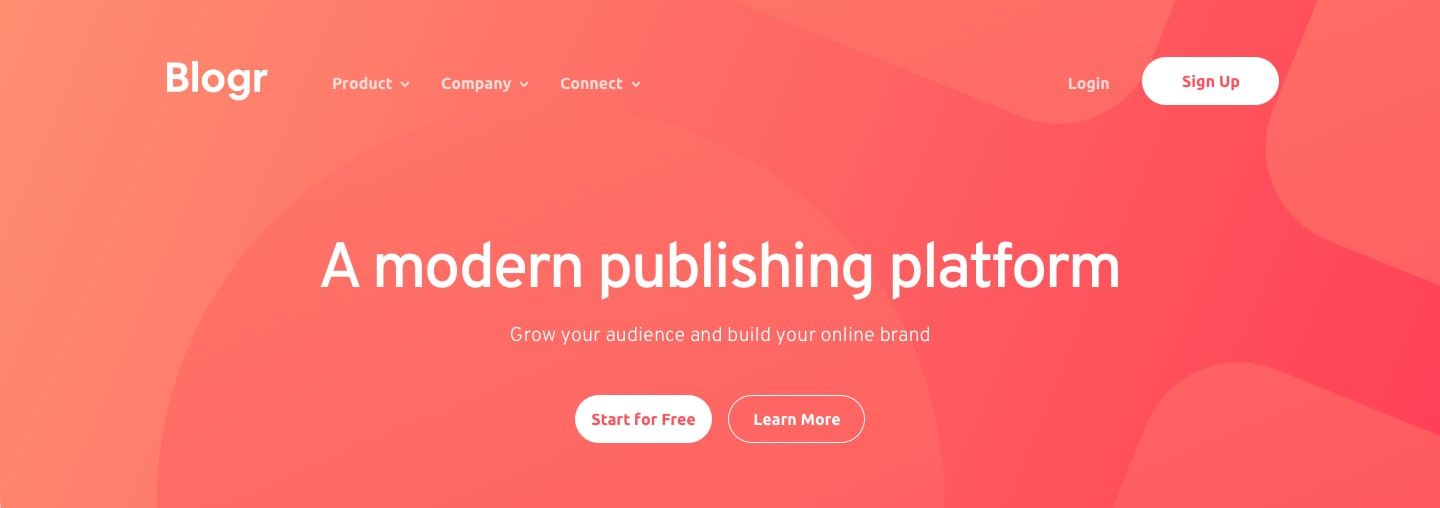 Blogr Product Company Connect Login Sign Up
A modern publishing platform
Grow your audience and build your online brand
Start for Free Learn More